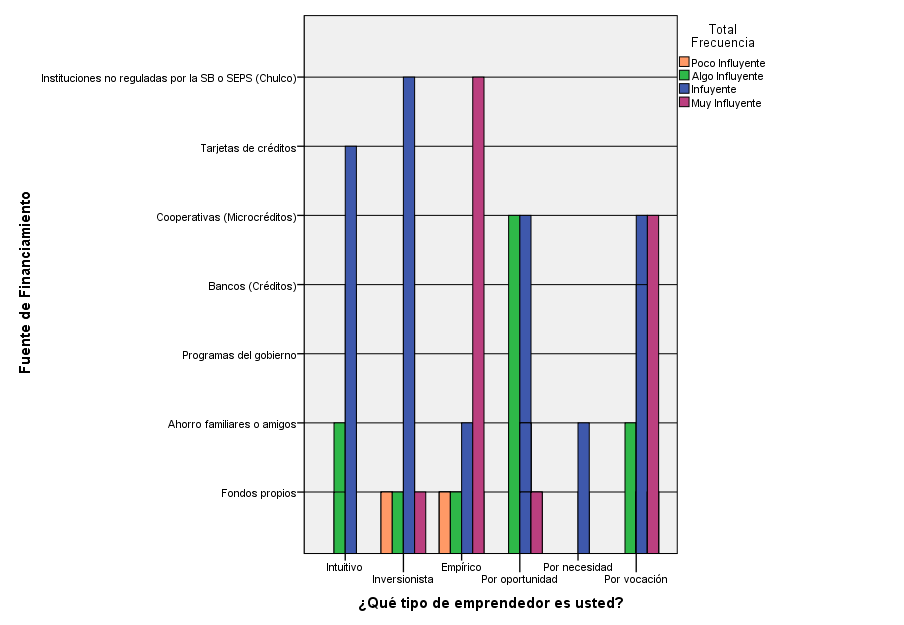 Total
Frecuencia
Poco Influyente
Algo Influyente
Infuyente
Muy Influyente
Instituciones no reguladas por la SB o SEPS (Chulco)
Tarjetas de créditos
Cooperativas (Microcréditos)
Bancos (Créditos)
Programas del gobierno
Ahorro familiares o amigos
Fondos propios
Fuente de Financiamiento
Intuitivo
Inversionista
Empírico
Por oportunidad
Por necesidad
Por vocación
¿Qué tipo de emprendedor es usted?